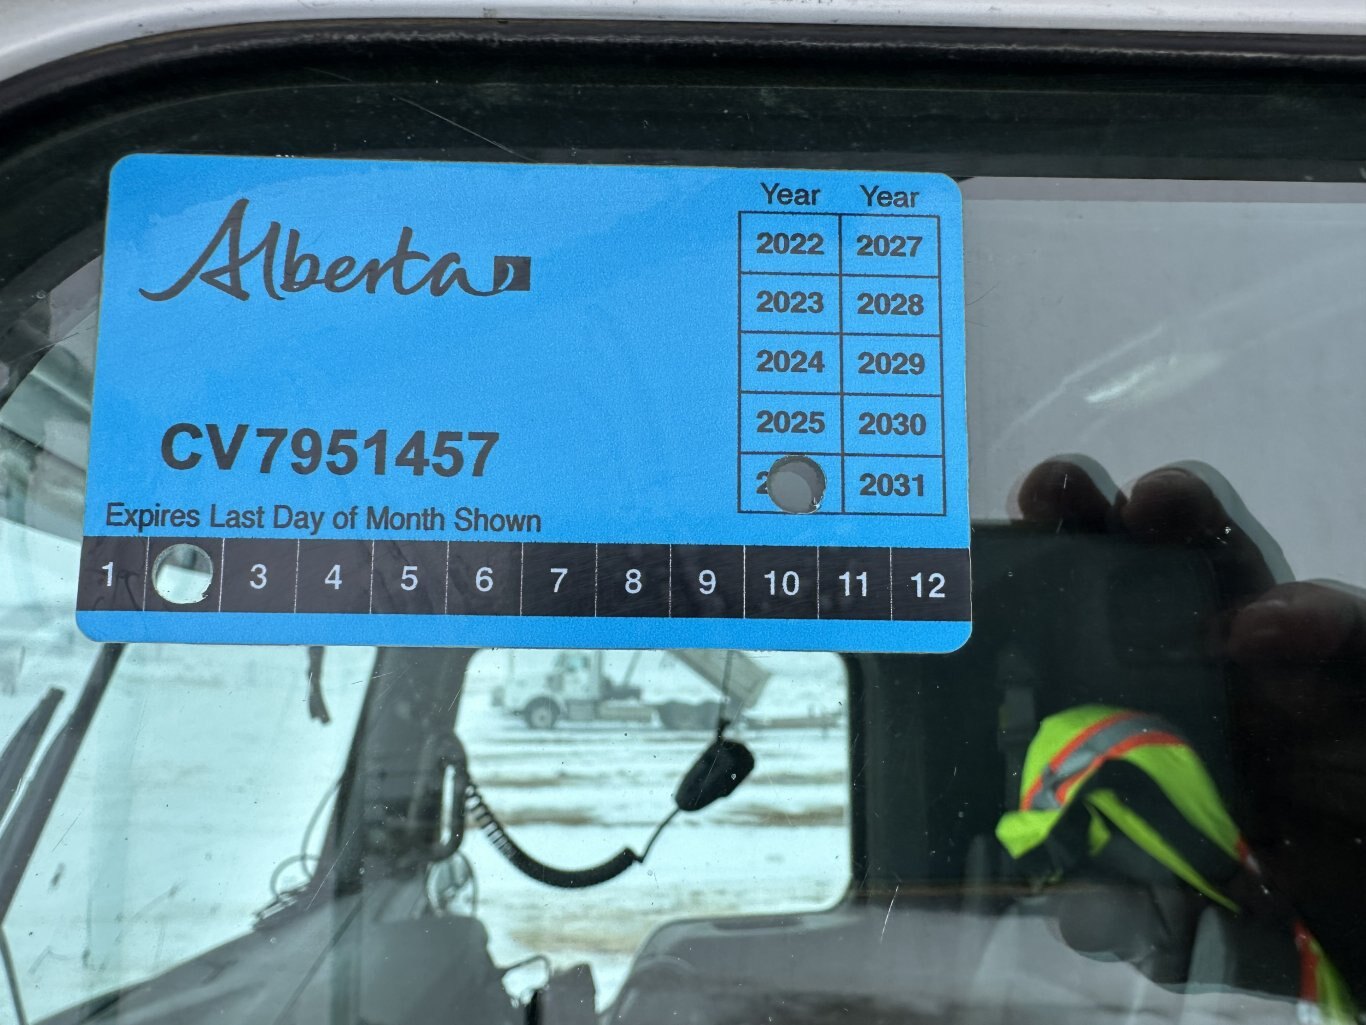 Alberta
Year Year
2022 2027
2023 2028
2024 2029
2025 2030
2031
CV7951457
Expires Last Day of Month Shown
1 3 4 5 6 7 8 9 10 11 12